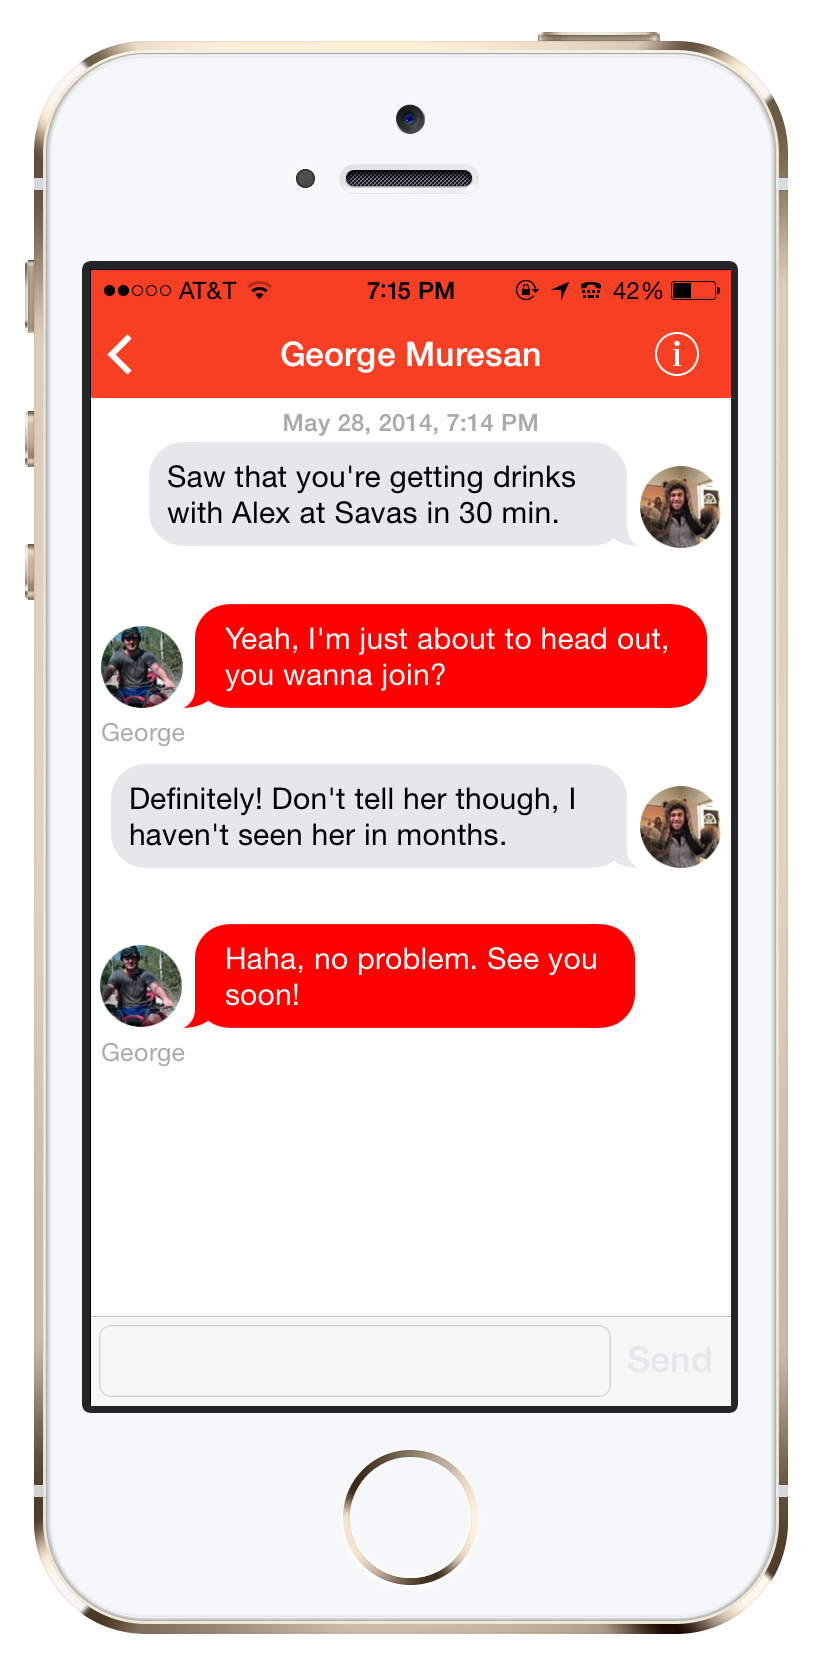 AT&T 7:15 PM 42%
George Muresan
May 28, 2014, 7:14 PM
Saw that you're getting drinks
with Alex at Savas in 30 min.
Yeah, I'm just about to head out,
you wanna join?
George
Definitely! Don't tell her though, I
haven't seen her in months.
Haha, no problem. See you
soon!
George
Send